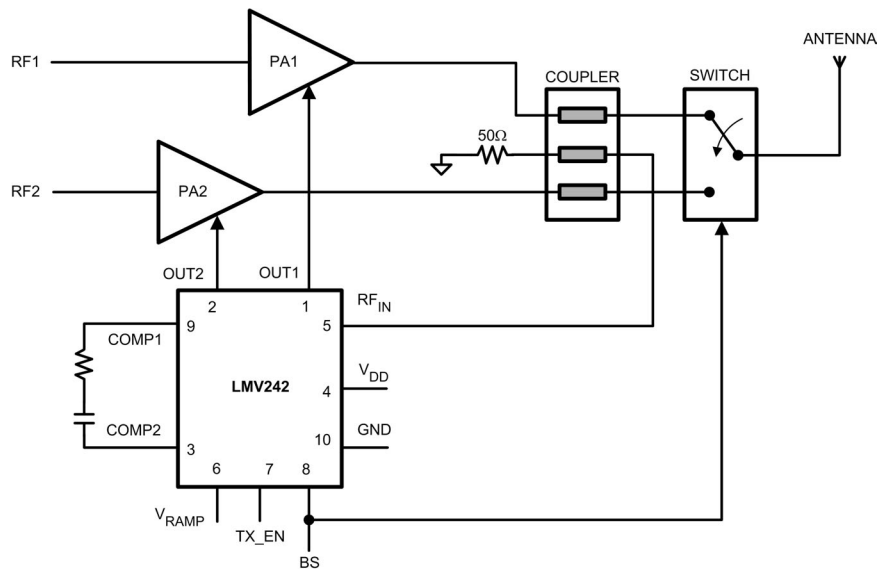 ANTENNA
RF1
PA1
COUPLER
SWITCH
50Ω
RF2
PA2
OUT2
OUT1
2
1
RF_IN
COMP1
9
5
V_DD
LMV242
4
COMP2
3
10
GND
6
7
8
V_RAMP
TX_EN
BS